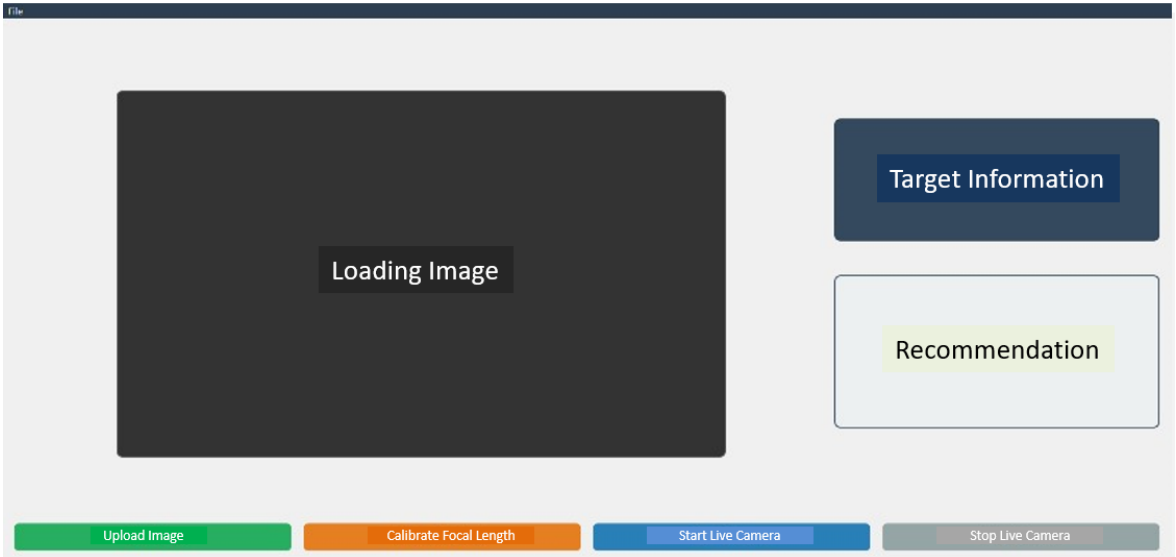 File
Loading Image
Target Information
Recommendation
Upload Image
Calibrate Focal Length
Start Live Camera
Stop Live Camera